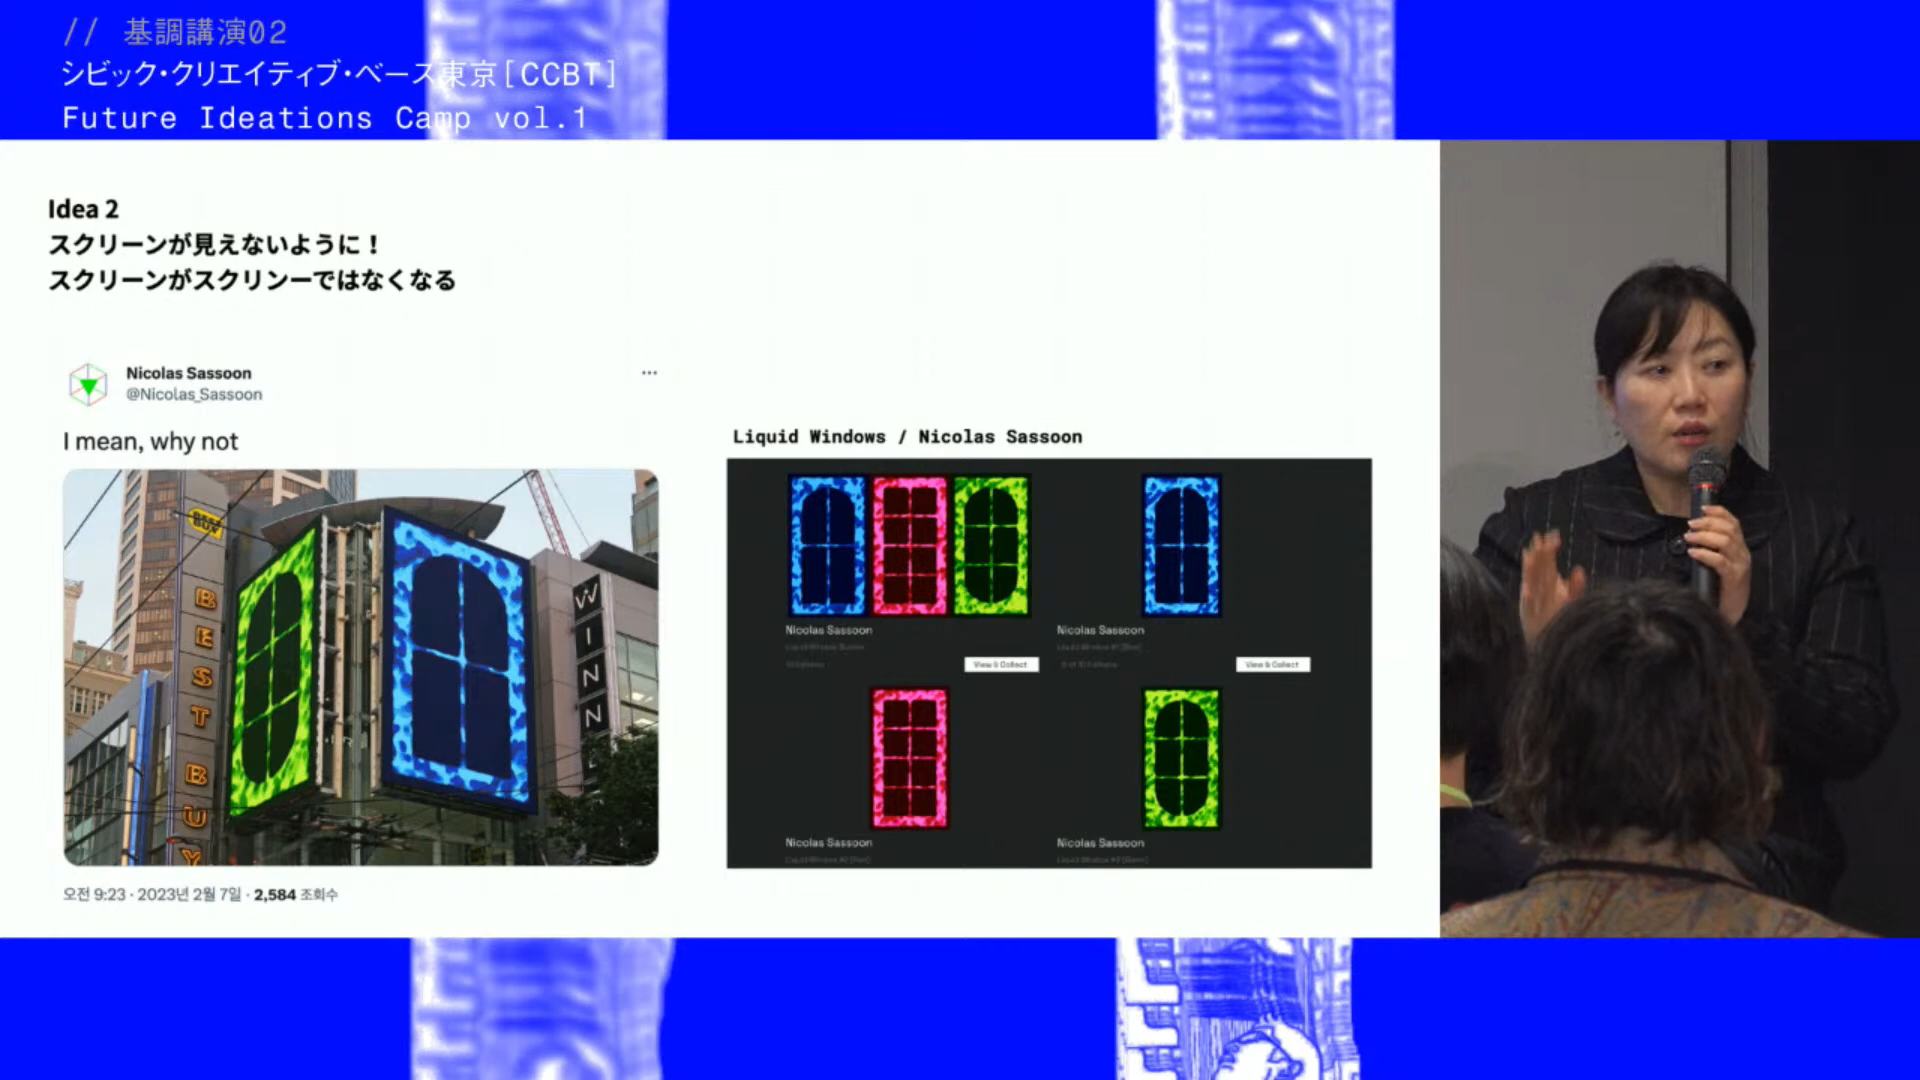 // 基調講演02
シビック・クリエイティブ・ベース東京[CCBT]
Future Ideations Camp vol.1
Idea 2
スクリーンが見えないように！
スクリーンがスクリンーではなくなる
Nicolas Sassoon
@Nicolas_Sassoon
I mean, why not
BEST BUY
BEST BUY
WINN
오전 9:23 · 2023년 2월 7일 · 2,584 조회수
Liquid Windows / Nicolas Sassoon
Nicolas Sassoon
View & Collect
Nicolas Sassoon
View & Collect
Nicolas Sassoon
Nicolas Sassoon